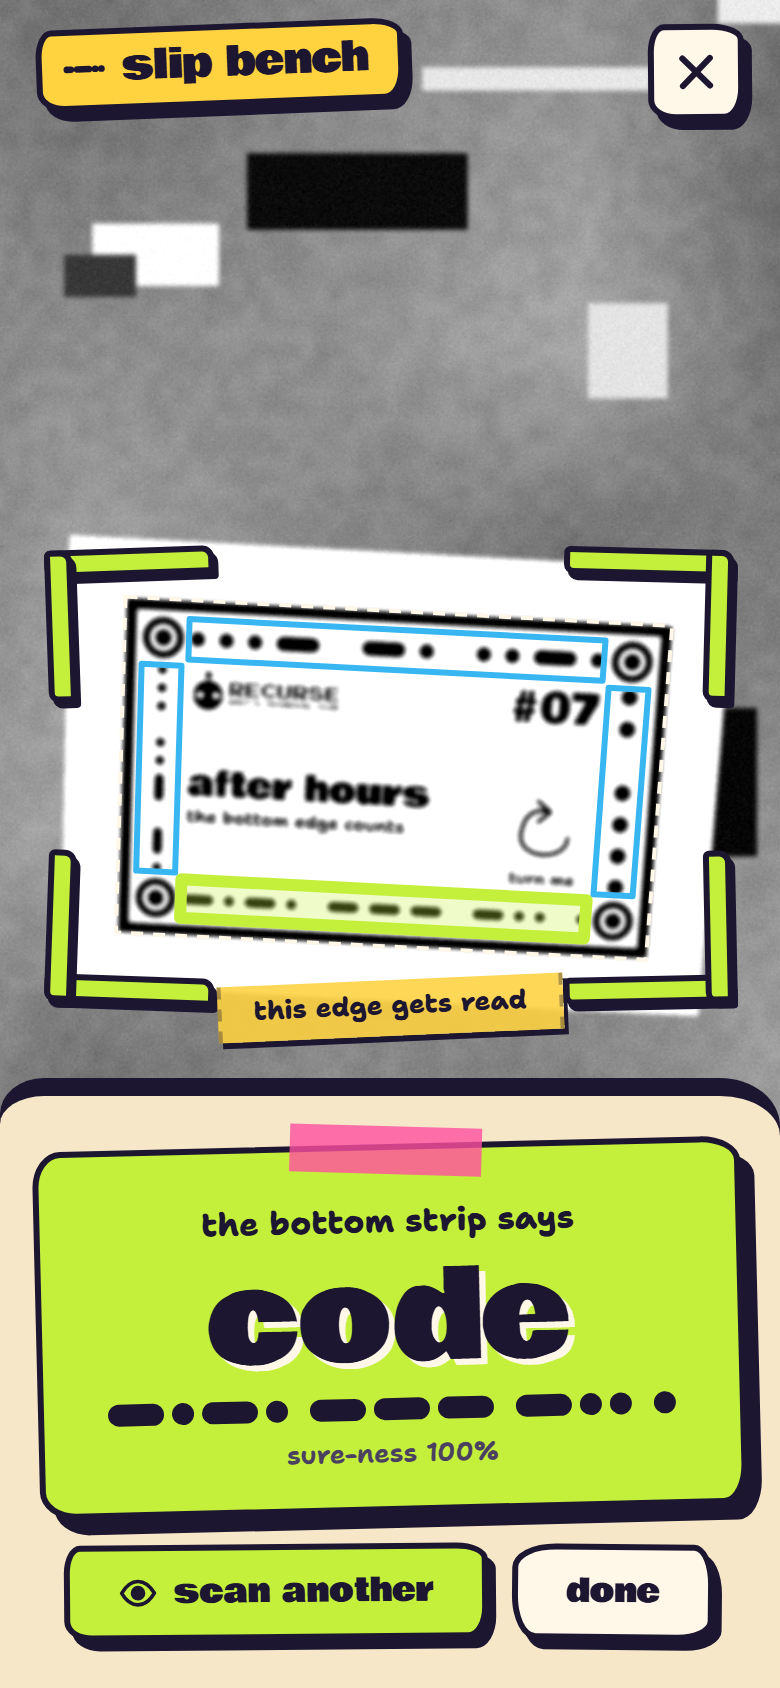 slip bench
RECURSE
#07
after hours
the bottom edge counts
turn me
this edge gets read
the bottom strip says
code
sure-ness 100%
scan another
done